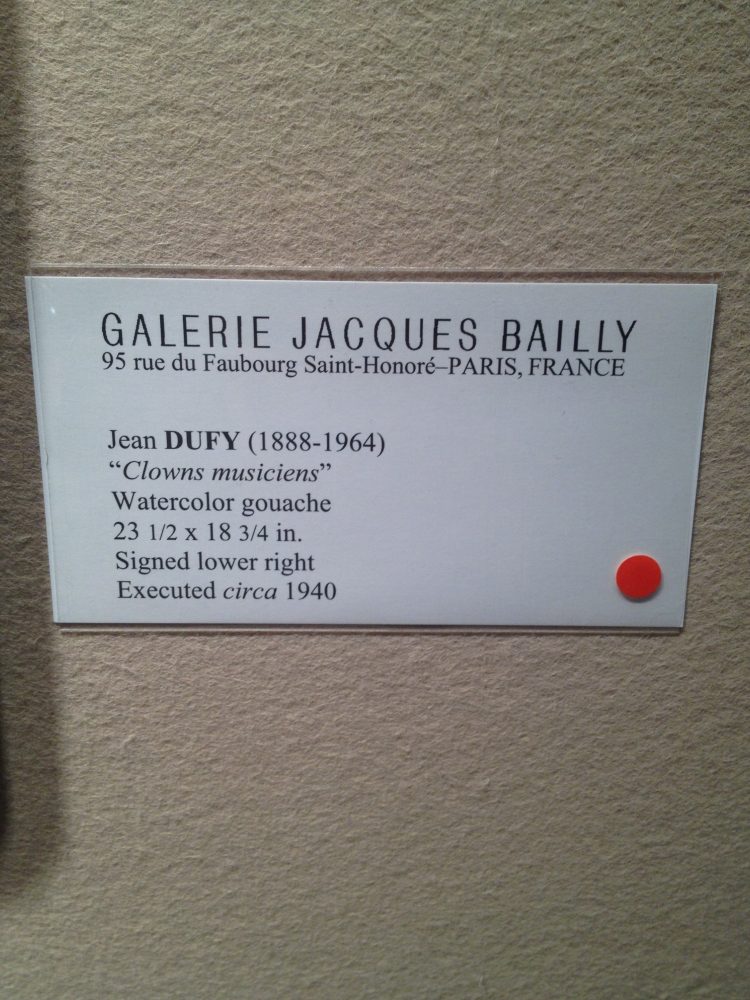 GALERIE JACQUES BAILLY
95 rue du Faubourg Saint-Honoré–PARIS, FRANCE
Jean DUFY (1888-1964)
“Clowns musiciens”
Watercolor gouache
23 1/2 x 18 3/4 in.
Signed lower right
Executed circa 1940